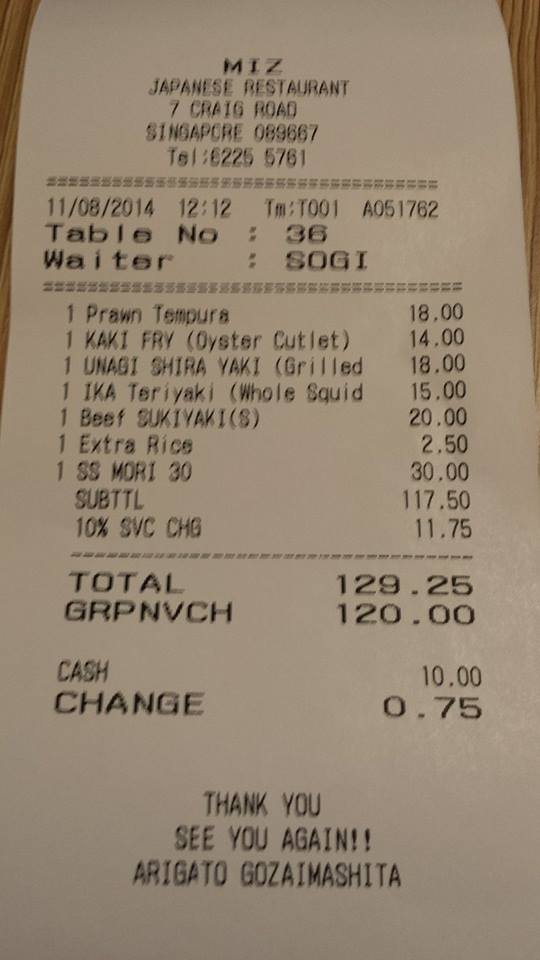 MIZ
JAPANESE RESTAURANT
7 CRAIG ROAD
SINGAPORE 089667
Tel:6225 5761
11/08/2014 12:12 Tm:T001 A051762
Table No : 36
Waiter : SOGI
1 Prawn Tempura 18.00
1 KAKI FRY (Oyster Cutlet) 14.00
1 UNAGI SHIRA YAKI (Grilled 18.00
1 IKA Teriyaki (Whole Squid 15.00
1 Beef SUKIYAKI(S) 20.00
1 Extra Rice 2.50
1 SS MORI 30 30.00
SUBTTL 117.50
10% SVC CHG 11.75
TOTAL 129.25
GRPNVCH 120.00
CASH 10.00
CHANGE 0.75
THANK YOU
SEE YOU AGAIN!!
ARIGATO GOZAIMASHITA